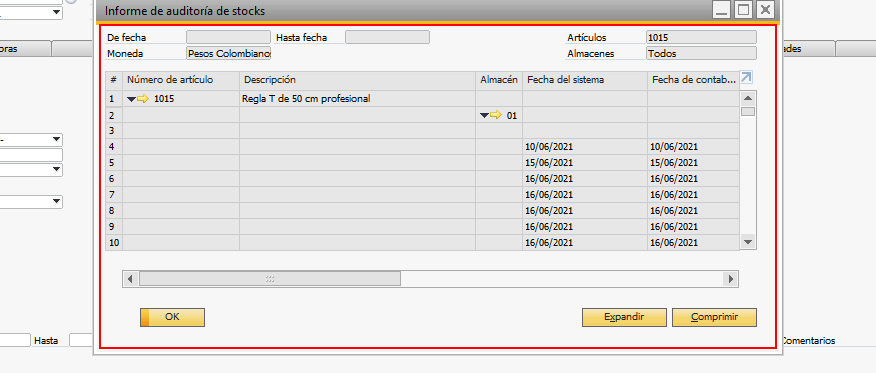 Informe de auditoría de stocks
De fecha Hasta fecha Artículos 1015
Moneda Pesos Colombiano Almacenes Todos
oras ades
# Número de artículo Descripción Almacén Fecha del sistema Fecha de contab...
1 1015 Regla T de 50 cm profesional
2 01
3
4 10/06/2021 10/06/2021
5 15/06/2021 15/06/2021
6 16/06/2021 16/06/2021
7 16/06/2021 16/06/2021
8 16/06/2021 16/06/2021
9 16/06/2021 16/06/2021
10 16/06/2021 16/06/2021
OK Expandir Comprimir
Hasta Comentarios